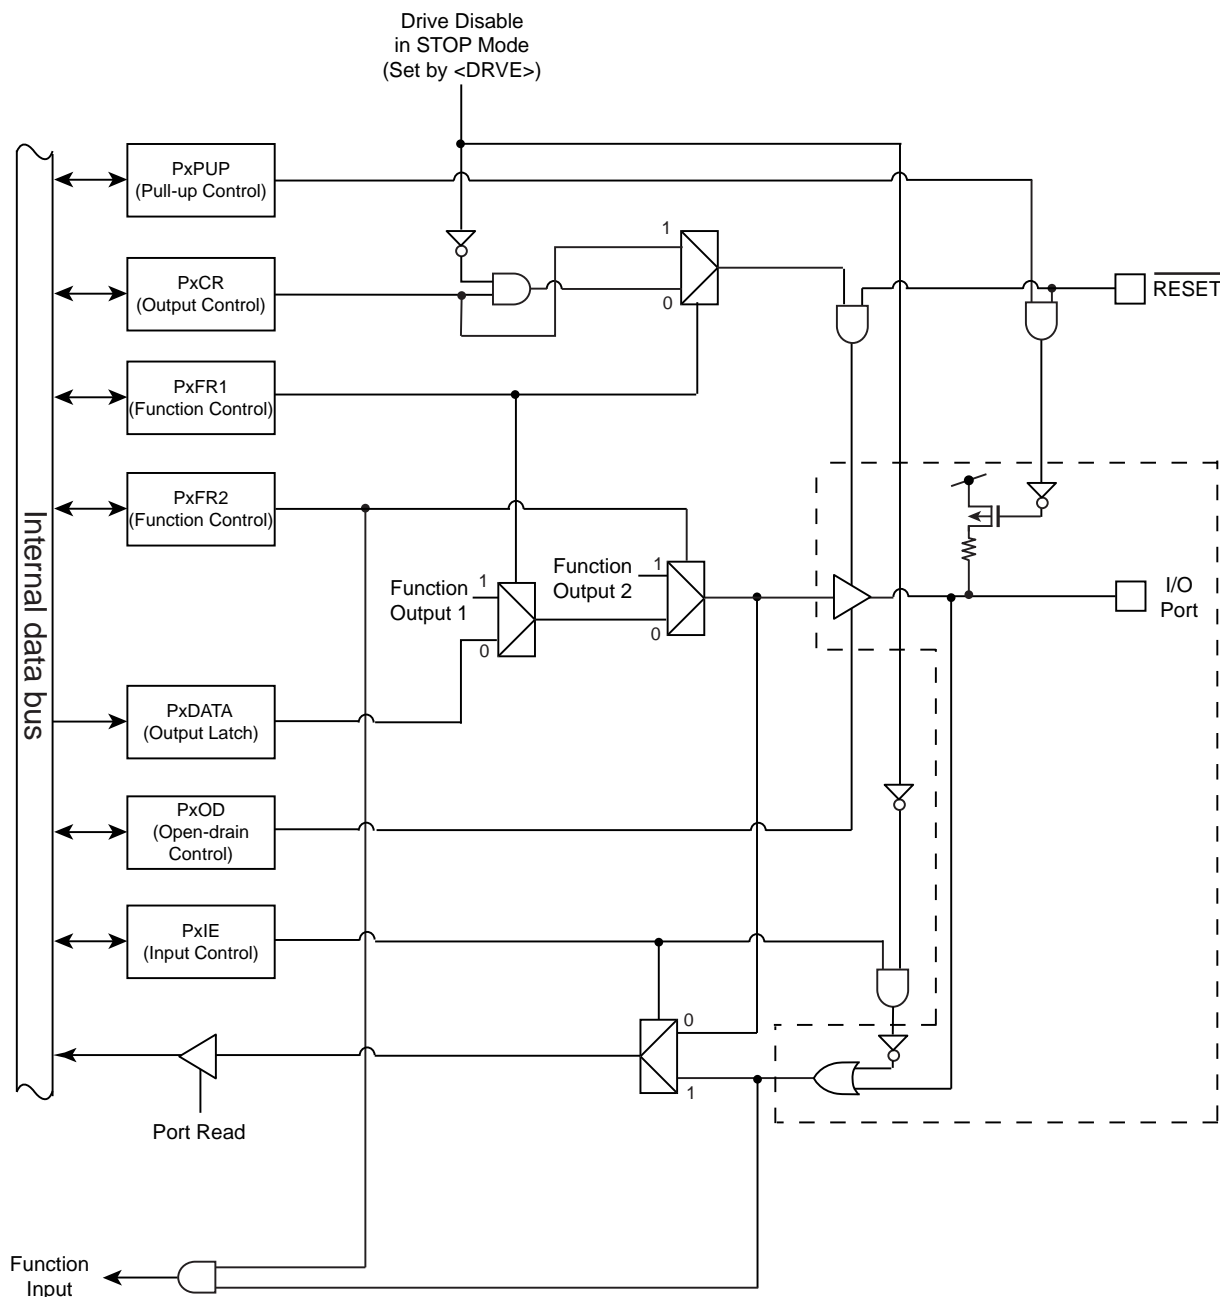 Drive Disable
in STOP Mode
(Set by <DRVE>)
PxPUP
(Pull-up Control)
1
PxCR
(Output Control)
0
RESET
PxFR1
(Function Control)
PxFR2
(Function Control)
Internal data bus
Function
Output 1
1
0
Function
Output 2
1
0
I/O
Port
PxDATA
(Output Latch)
PxOD
(Open-drain
Control)
PxIE
(Input Control)
0
1
Port Read
Function
Input